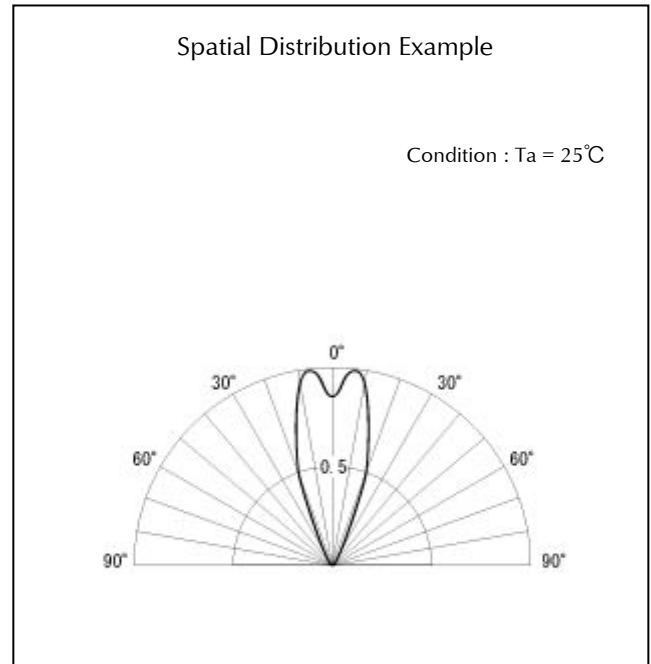 Spatial Distribution Example
Condition : Ta = 25℃
0°
30° 30°
60° 60°
0.5
90° 90°